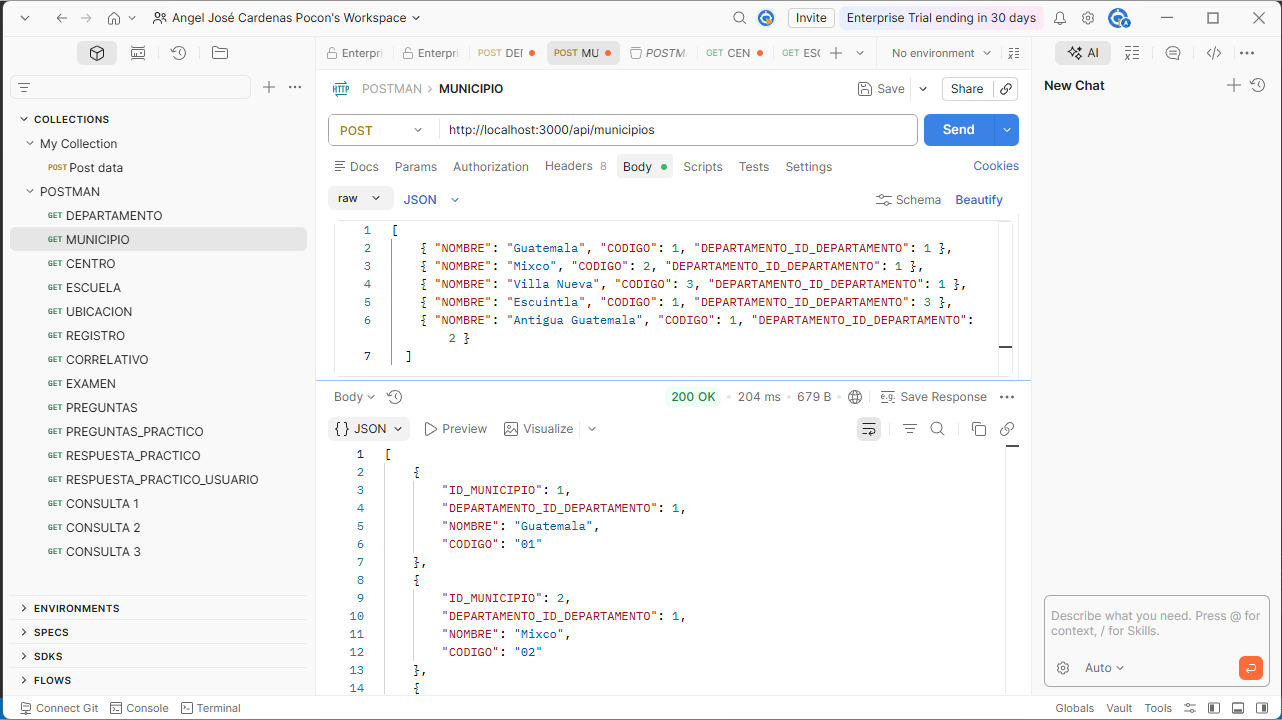 Angel José Cardenas Pocon's Workspace
Invite
Enterprise Trial ending in 30 days
Enterpri
Enterpri
POST DEI
POST MU
POSTM
GET CEN
GET ESC
No environment
AI
POSTMAN > MUNICIPIO
Save
Share
New Chat
COLLECTIONS
My Collection
POST Post data
POSTMAN
GET DEPARTAMENTO
GET MUNICIPIO
GET CENTRO
GET ESCUELA
GET UBICACION
GET REGISTRO
GET CORRELATIVO
GET EXAMEN
GET PREGUNTAS
GET PREGUNTAS_PRACTICO
GET RESPUESTA_PRACTICO
GET RESPUESTA_PRACTICO_USUARIO
GET CONSULTA 1
GET CONSULTA 2
GET CONSULTA 3
ENVIRONMENTS
SPECS
SDKS
FLOWS
HTTP
POST
http://localhost:3000/api/municipios
Send
Docs Params Authorization Headers 8 Body Scripts Tests Settings Cookies
raw JSON Schema Beautify
1 [
2 { "NOMBRE": "Guatemala", "CODIGO": 1, "DEPARTAMENTO_ID_DEPARTAMENTO": 1 },
3 { "NOMBRE": "Mixco", "CODIGO": 2, "DEPARTAMENTO_ID_DEPARTAMENTO": 1 },
4 { "NOMBRE": "Villa Nueva", "CODIGO": 3, "DEPARTAMENTO_ID_DEPARTAMENTO": 1 },
5 { "NOMBRE": "Escuintla", "CODIGO": 1, "DEPARTAMENTO_ID_DEPARTAMENTO": 3 },
6 { "NOMBRE": "Antigua Guatemala", "CODIGO": 1, "DEPARTAMENTO_ID_DEPARTAMENTO":
2 }
7 ]
Body 200 OK • 204 ms • 679 B e.g. Save Response
{} JSON Preview Visualize
1 [
2 {
3 "ID_MUNICIPIO": 1,
4 "DEPARTAMENTO_ID_DEPARTAMENTO": 1,
5 "NOMBRE": "Guatemala",
6 "CODIGO": "01"
7 },
8 {
9 "ID_MUNICIPIO": 2,
10 "DEPARTAMENTO_ID_DEPARTAMENTO": 1,
11 "NOMBRE": "Mixco",
12 "CODIGO": "02"
13 },
14 {
Describe what you need. Press @ for
context, / for Skills.
Auto
Connect Git Console Terminal
Globals Vault Tools